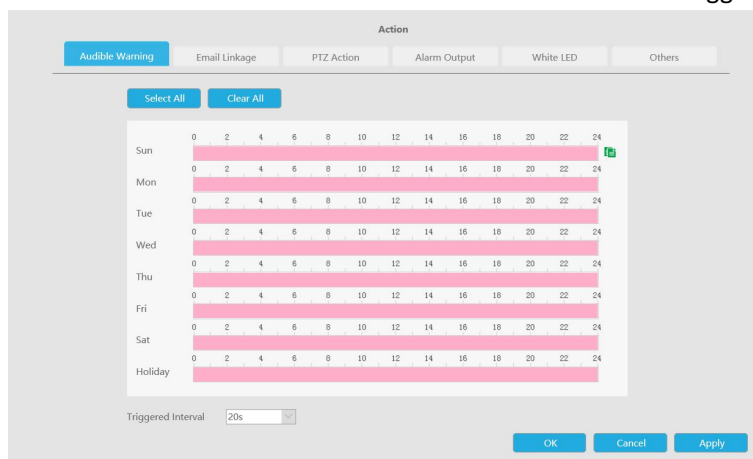 Action
Audible Warning Email Linkage PTZ Action Alarm Output White LED Others
Select All Clear All
0 2 4 6 8 10 12 14 16 18 20 22 24
Sun
0 2 4 6 8 10 12 14 16 18 20 22 24
Mon
0 2 4 6 8 10 12 14 16 18 20 22 24
Tue
0 2 4 6 8 10 12 14 16 18 20 22 24
Wed
0 2 4 6 8 10 12 14 16 18 20 22 24
Thu
0 2 4 6 8 10 12 14 16 18 20 22 24
Fri
0 2 4 6 8 10 12 14 16 18 20 22 24
Sat
0 2 4 6 8 10 12 14 16 18 20 22 24
Holiday
Triggered Interval 20s
OK Cancel Apply